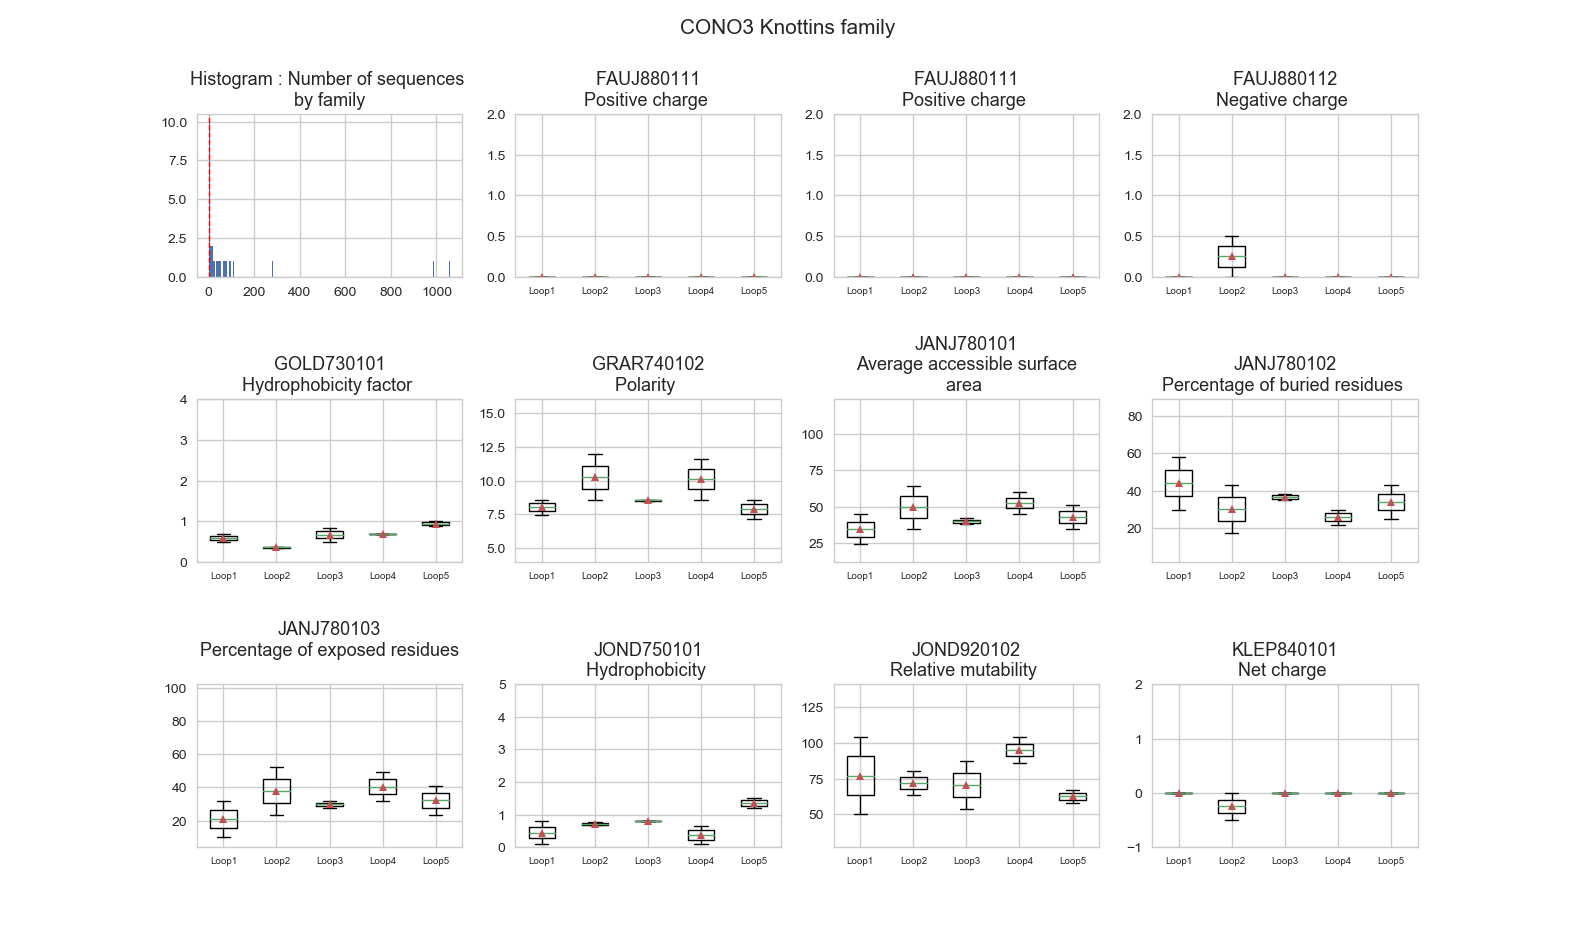 CONO3 Knottins family
Histogram : Number of sequences
by family
10.0
7.5
5.0
2.5
0.0
0 200 400 600 800 1000
FAUJ880111
Positive charge
2.0
1.5
1.0
0.5
0.0
Loop1 Loop2 Loop3 Loop4 Loop5
FAUJ880111
Positive charge
2.0
1.5
1.0
0.5
0.0
Loop1 Loop2 Loop3 Loop4 Loop5
FAUJ880112
Negative charge
2.0
1.5
1.0
0.5
0.0
Loop1 Loop2 Loop3 Loop4 Loop5
GOLD730101
Hydrophobicity factor
4
3
2
1
0
Loop1 Loop2 Loop3 Loop4 Loop5
GRAR740102
Polarity
15.0
12.5
10.0
7.5
5.0
Loop1 Loop2 Loop3 Loop4 Loop5
JANJ780101
Average accessible surface
area
100
75
50
25
Loop1 Loop2 Loop3 Loop4 Loop5
JANJ780102
Percentage of buried residues
80
60
40
20
Loop1 Loop2 Loop3 Loop4 Loop5
JANJ780103
Percentage of exposed residues
100
80
60
40
20
Loop1 Loop2 Loop3 Loop4 Loop5
JOND750101
Hydrophobicity
5
4
3
2
1
0
Loop1 Loop2 Loop3 Loop4 Loop5
JOND920102
Relative mutability
125
100
75
50
Loop1 Loop2 Loop3 Loop4 Loop5
KLEP840101
Net charge
2
1
0
−1
Loop1 Loop2 Loop3 Loop4 Loop5